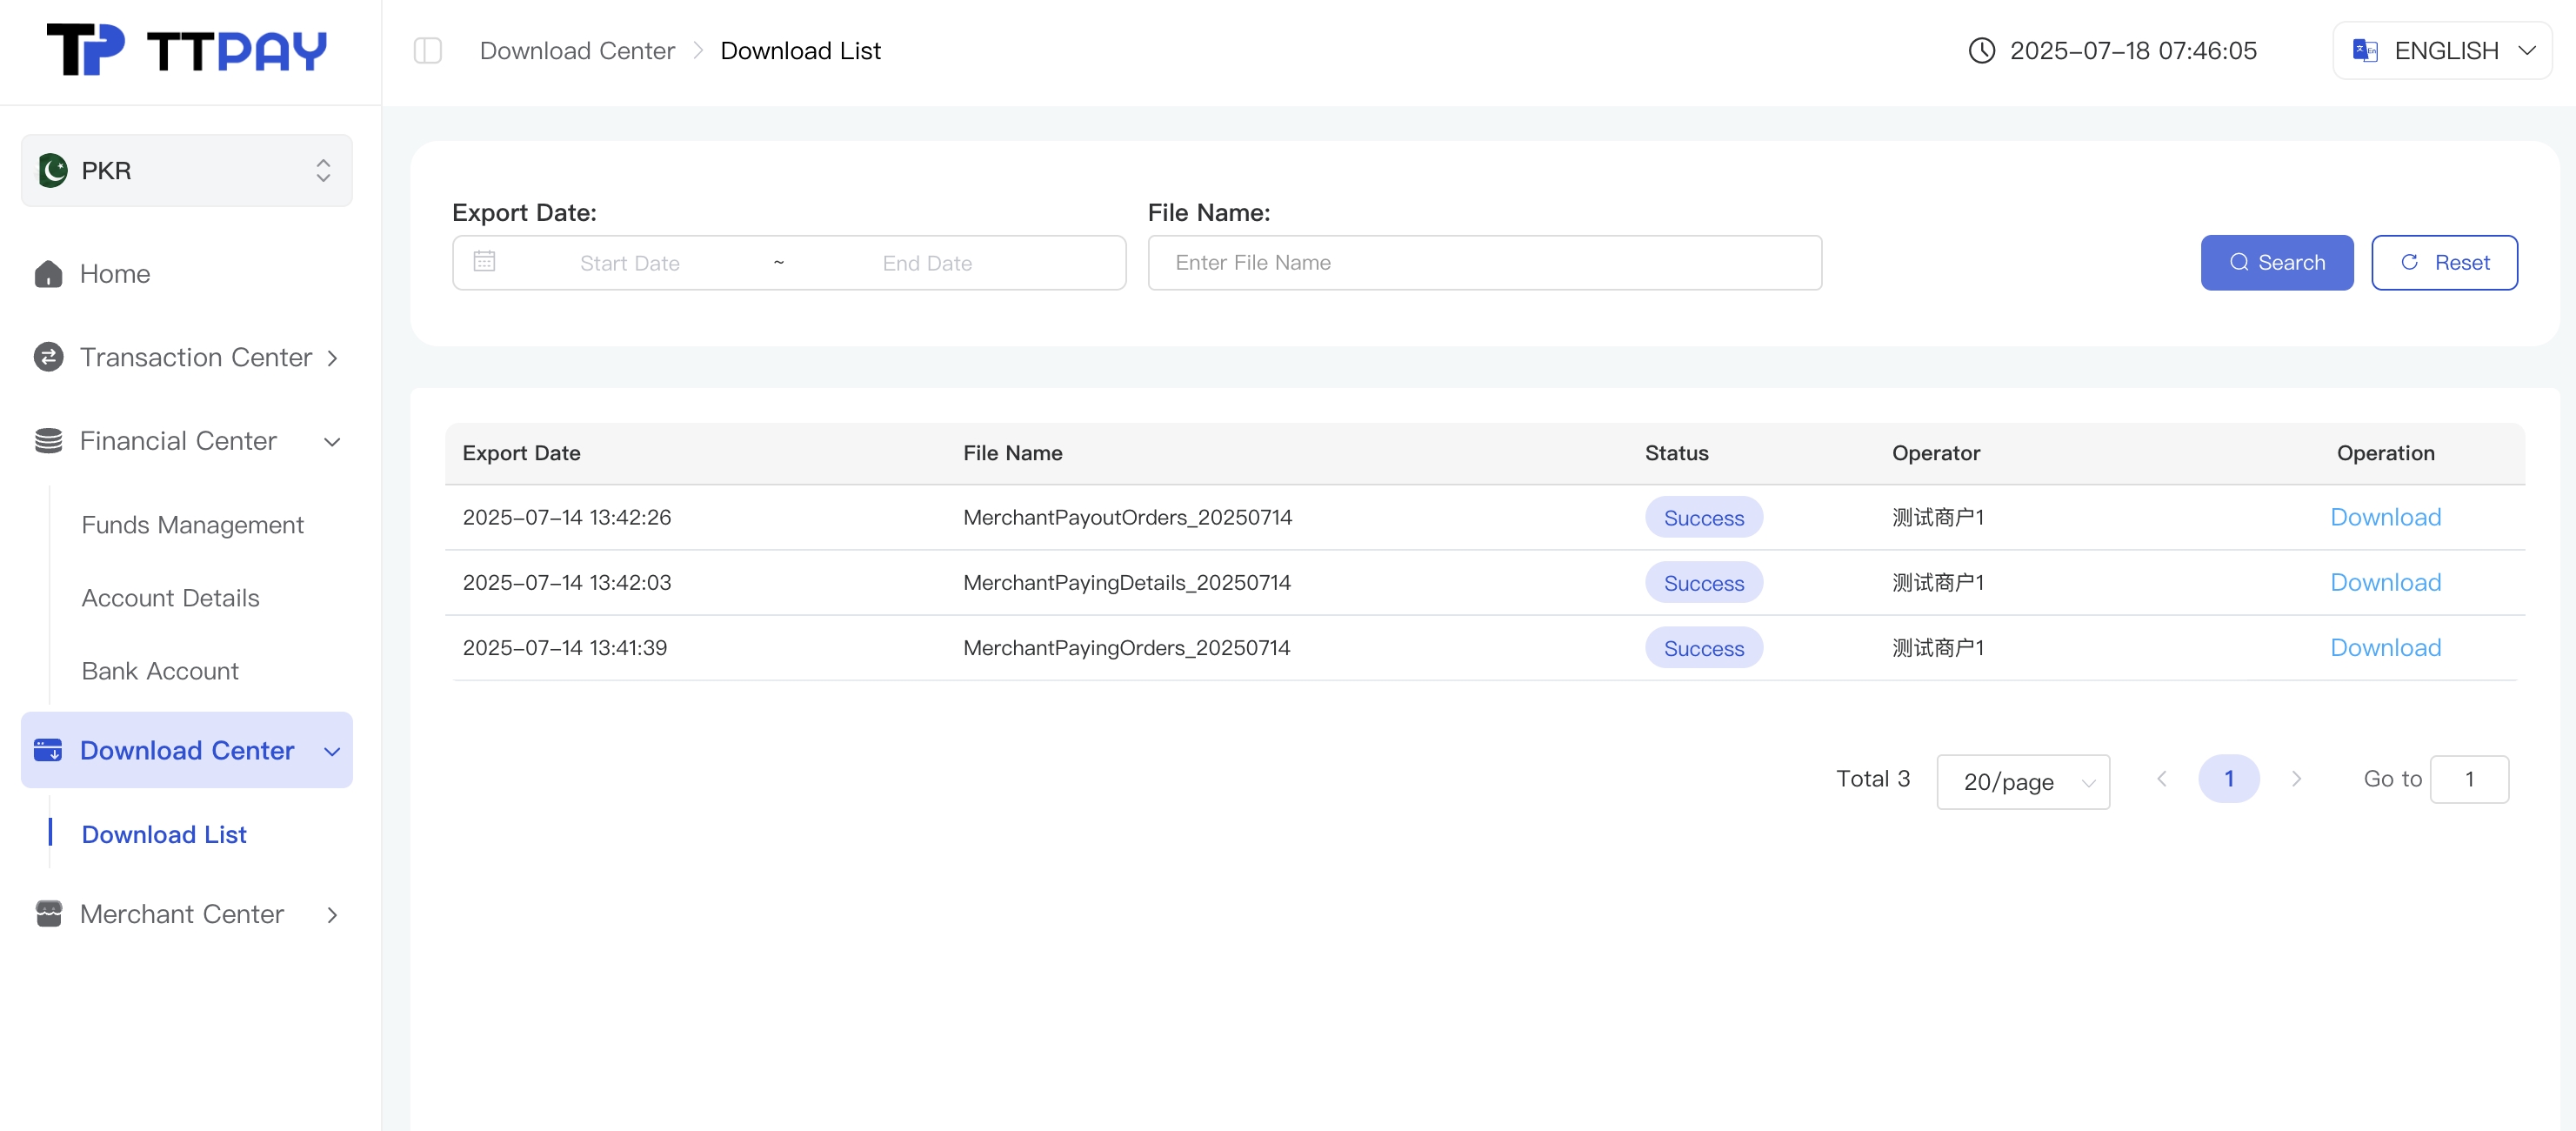 TP TTPAY
Download Center > Download List
2025-07-18 07:46:05
ENGLISH
PKR
Home
Transaction Center
Financial Center
Funds Management
Account Details
Bank Account
Download Center
Download List
Merchant Center
Export Date:
File Name:
Start Date ~ End Date
Enter File Name
Search
Reset
Export Date File Name Status Operator Operation
2025-07-14 13:42:26 MerchantPayoutOrders_20250714 Success 测试商户1 Download
2025-07-14 13:42:03 MerchantPayingDetails_20250714 Success 测试商户1 Download
2025-07-14 13:41:39 MerchantPayingOrders_20250714 Success 测试商户1 Download
Total 3 20/page < 1 > Go to 1